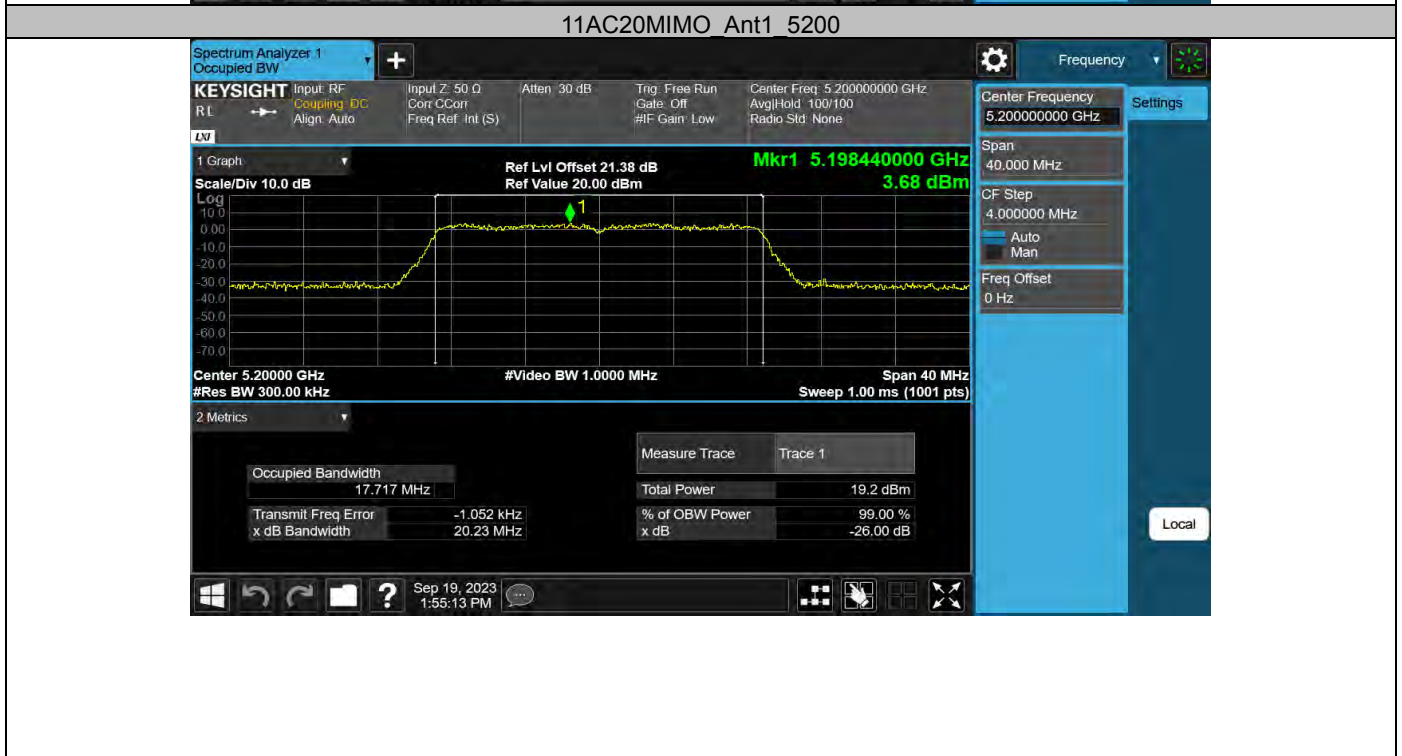 11AC20MIMO_Ant1_5200
Spectrum Analyzer 1
Occupied BW
Frequency
KEYSIGHT
R L
LXI
Input: RF
Coupling: DC
Align: Auto
Input Z: 50 Ω
Corr CCorr
Freq Ref: Int (S)
Atten: 30 dB
Trig: Free Run
Gate: Off
#IF Gain: Low
Center Freq: 5.200000000 GHz
Avg|Hold: 100/100
Radio Std: None
Center Frequency
5.200000000 GHz
Settings
Span
40.000 MHz
CF Step
4.000000 MHz
Auto
Man
Freq Offset
0 Hz
Local
1 Graph
Scale/Div 10.0 dB
Ref Lvl Offset 21.38 dB
Ref Value 20.00 dBm
Mkr1 5.198440000 GHz
3.68 dBm
Log
10.0
0.00
-10.0
-20.0
-30.0
-40.0
-50.0
-60.0
-70.0
1
Center 5.20000 GHz
#Video BW 1.0000 MHz
Span 40 MHz
#Res BW 300.00 kHz
Sweep 1.00 ms (1001 pts)
2 Metrics
Measure Trace Trace 1
Occupied Bandwidth
17.717 MHz
Total Power 19.2 dBm
Transmit Freq Error -1.052 kHz
% of OBW Power 99.00 %
x dB Bandwidth 20.23 MHz
x dB -26.00 dB
Sep 19, 2023
1:55:13 PM